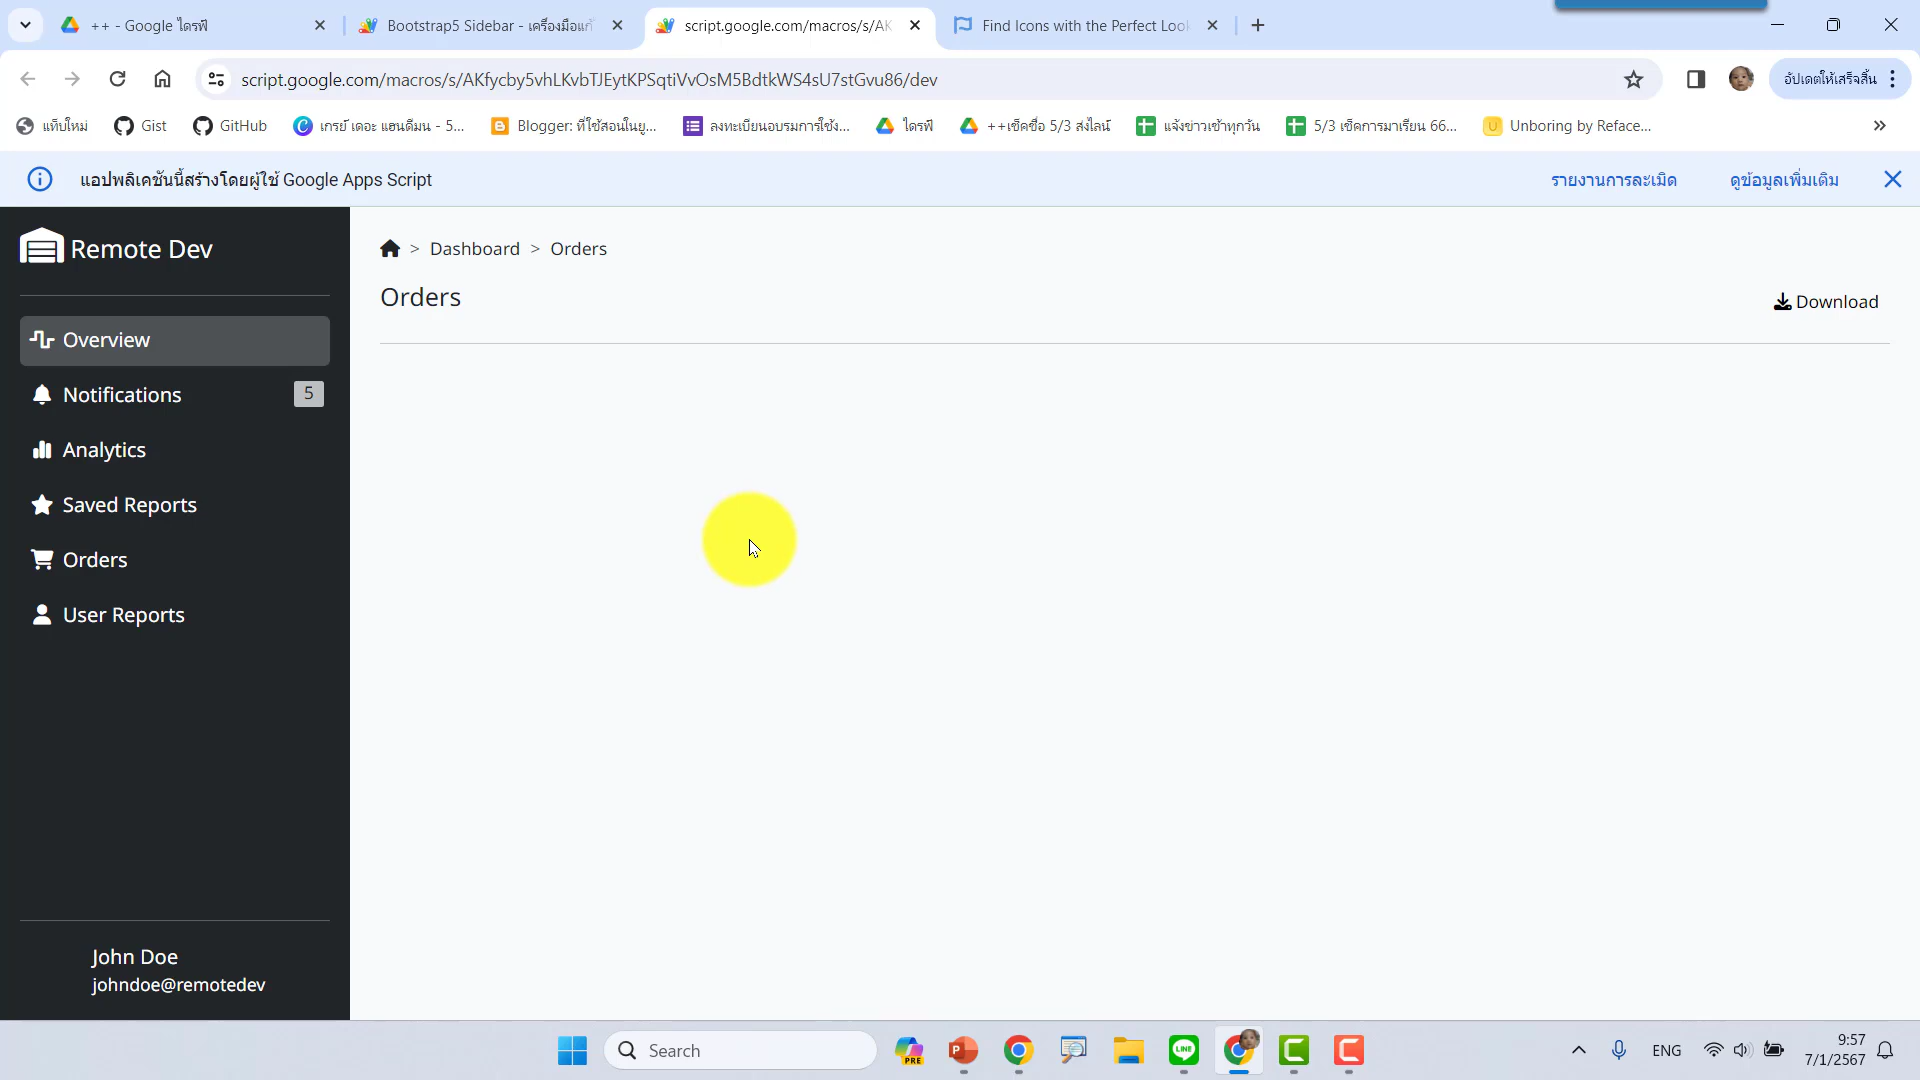 ++ - Google ไดรฟ์
Bootstrap5 Sidebar - เครื่องมือแก้
script.google.com/macros/s/AK
Find Icons with the Perfect Look
script.google.com/macros/s/AKfycby5vhLKvbTJEytKPSqtiVvOsM5BdtkWS4sU7stGvu86/dev
อัปเดตให้เสร็จสิ้น
แท็บใหม่
Gist
GitHub
เกรย์ เดอะ แฮนดีมน - 5...
Blogger: ที่ใช้สอนในยู...
ลงทะเบียนอบรมการใช้ง...
ไดรฟ์
++เช็คชื่อ 5/3 ส่งไลน์
แจ้งข่าวเช้าทุกวัน
5/3 เช็คการมาเรียน 66...
Unboring by Reface...
แอปพลิเคชันนี้สร้างโดยผู้ใช้ Google Apps Script
รายงานการละเมิด
ดูข้อมูลเพิ่มเติม
Remote Dev
> Dashboard > Orders
Orders
Download
Overview
Notifications 5
Analytics
Saved Reports
Orders
User Reports
John Doe
johndoe@remotedev
Search
PRE
LINE
ENG
9:57
7/1/2567